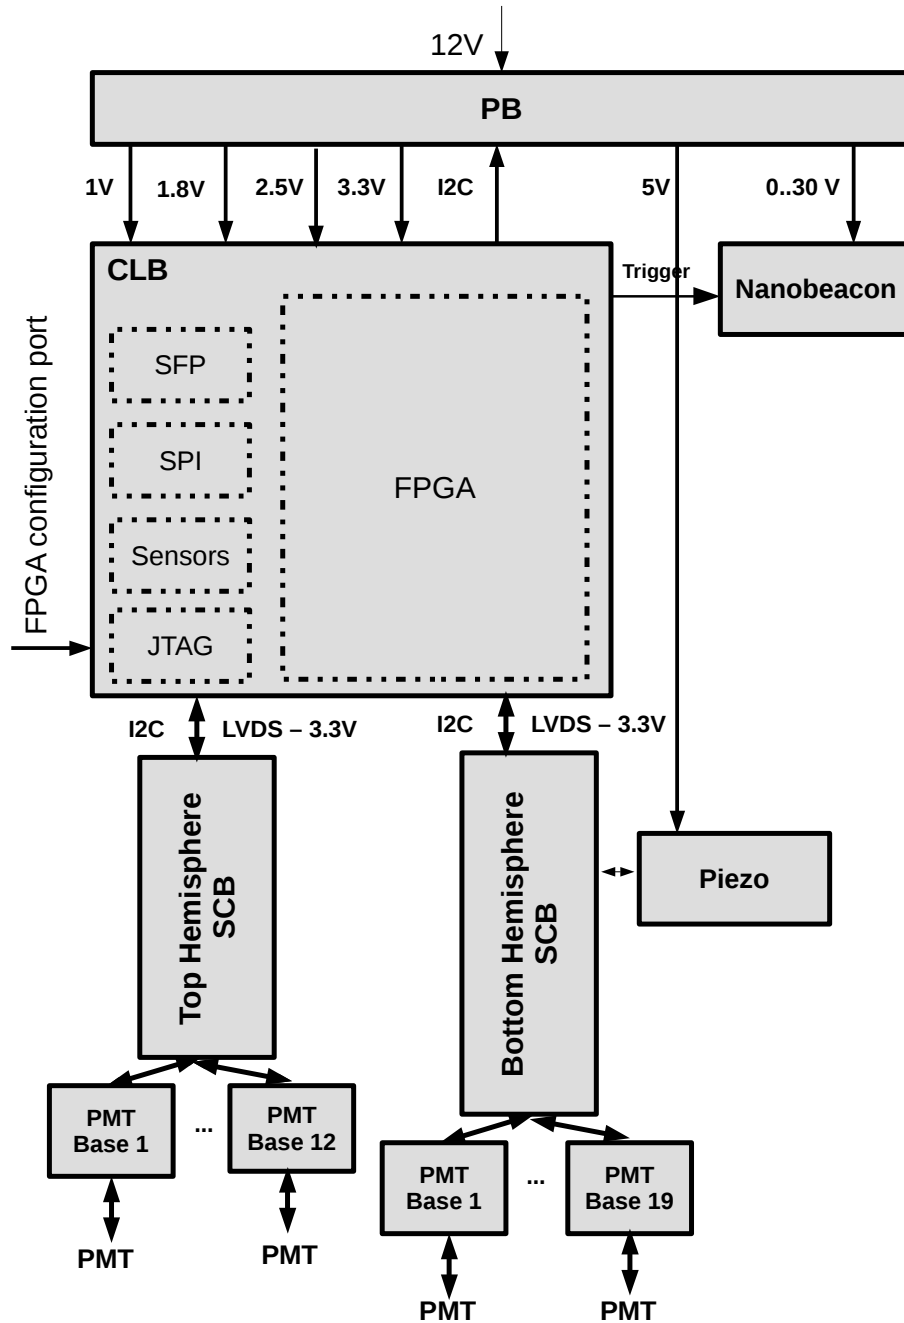 12V
PB
1V
1.8V
2.5V
3.3V
I2C
5V
0..30 V
CLB
Trigger
Nanobeacon
SFP
SPI
Sensors
JTAG
FPGA
FPGA configuration port
I2C
LVDS – 3.3V
I2C
LVDS – 3.3V
Top Hemisphere
SCB
Bottom Hemisphere
SCB
Piezo
PMT
Base 1
...
PMT
Base 12
PMT
Base 1
...
PMT
Base 19
PMT
PMT
PMT
PMT